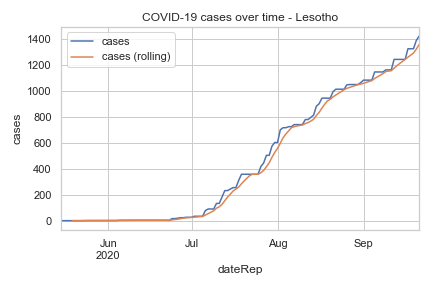 COVID-19 cases over time - Lesotho
cases
cases (rolling)
1400
1200
1000
800
600
400
200
0
cases
Jun
2020
Jul
Aug
Sep
dateRep